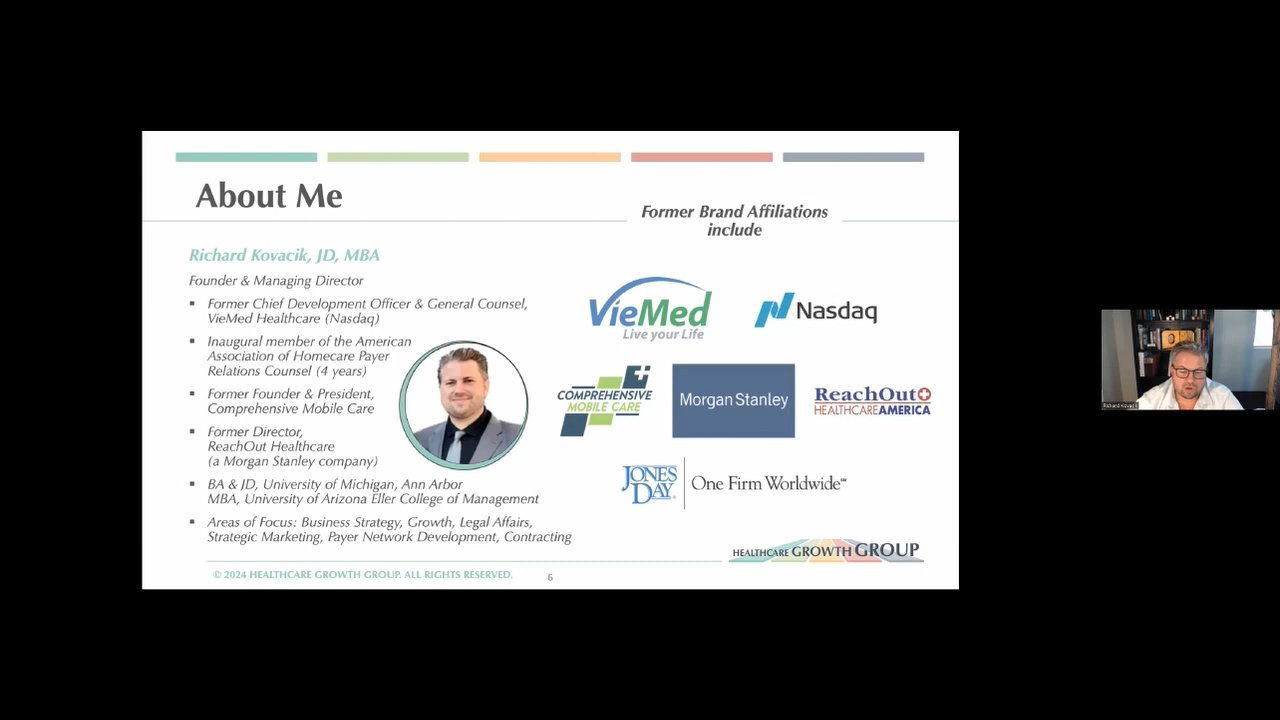 About Me
Former Brand Affiliations
include
Richard Kovacik, JD, MBA
Founder & Managing Director
▪ Former Chief Development Officer & General Counsel,
VieMed Healthcare (Nasdaq)
▪ Inaugural member of the American
Association of Homecare Payer
Relations Counsel (4 years)
▪ Former Founder & President,
Comprehensive Mobile Care
▪ Former Director,
ReachOut Healthcare
(a Morgan Stanley company)
▪ BA & JD, University of Michigan, Ann Arbor
MBA, University of Arizona Eller College of Management
▪ Areas of Focus: Business Strategy, Growth, Legal Affairs,
Strategic Marketing, Payer Network Development, Contracting
VieMed
Live your Life
Nasdaq
COMPREHENSIVE
MOBILE CARE
Morgan Stanley
ReachOut
HEALTHCAREAMERICA
JONES
DAY®
One Firm Worldwide℠
HEALTHCARE GROWTH GROUP
© 2024 HEALTHCARE GROWTH GROUP. ALL RIGHTS RESERVED.
6
Richard Kovacik